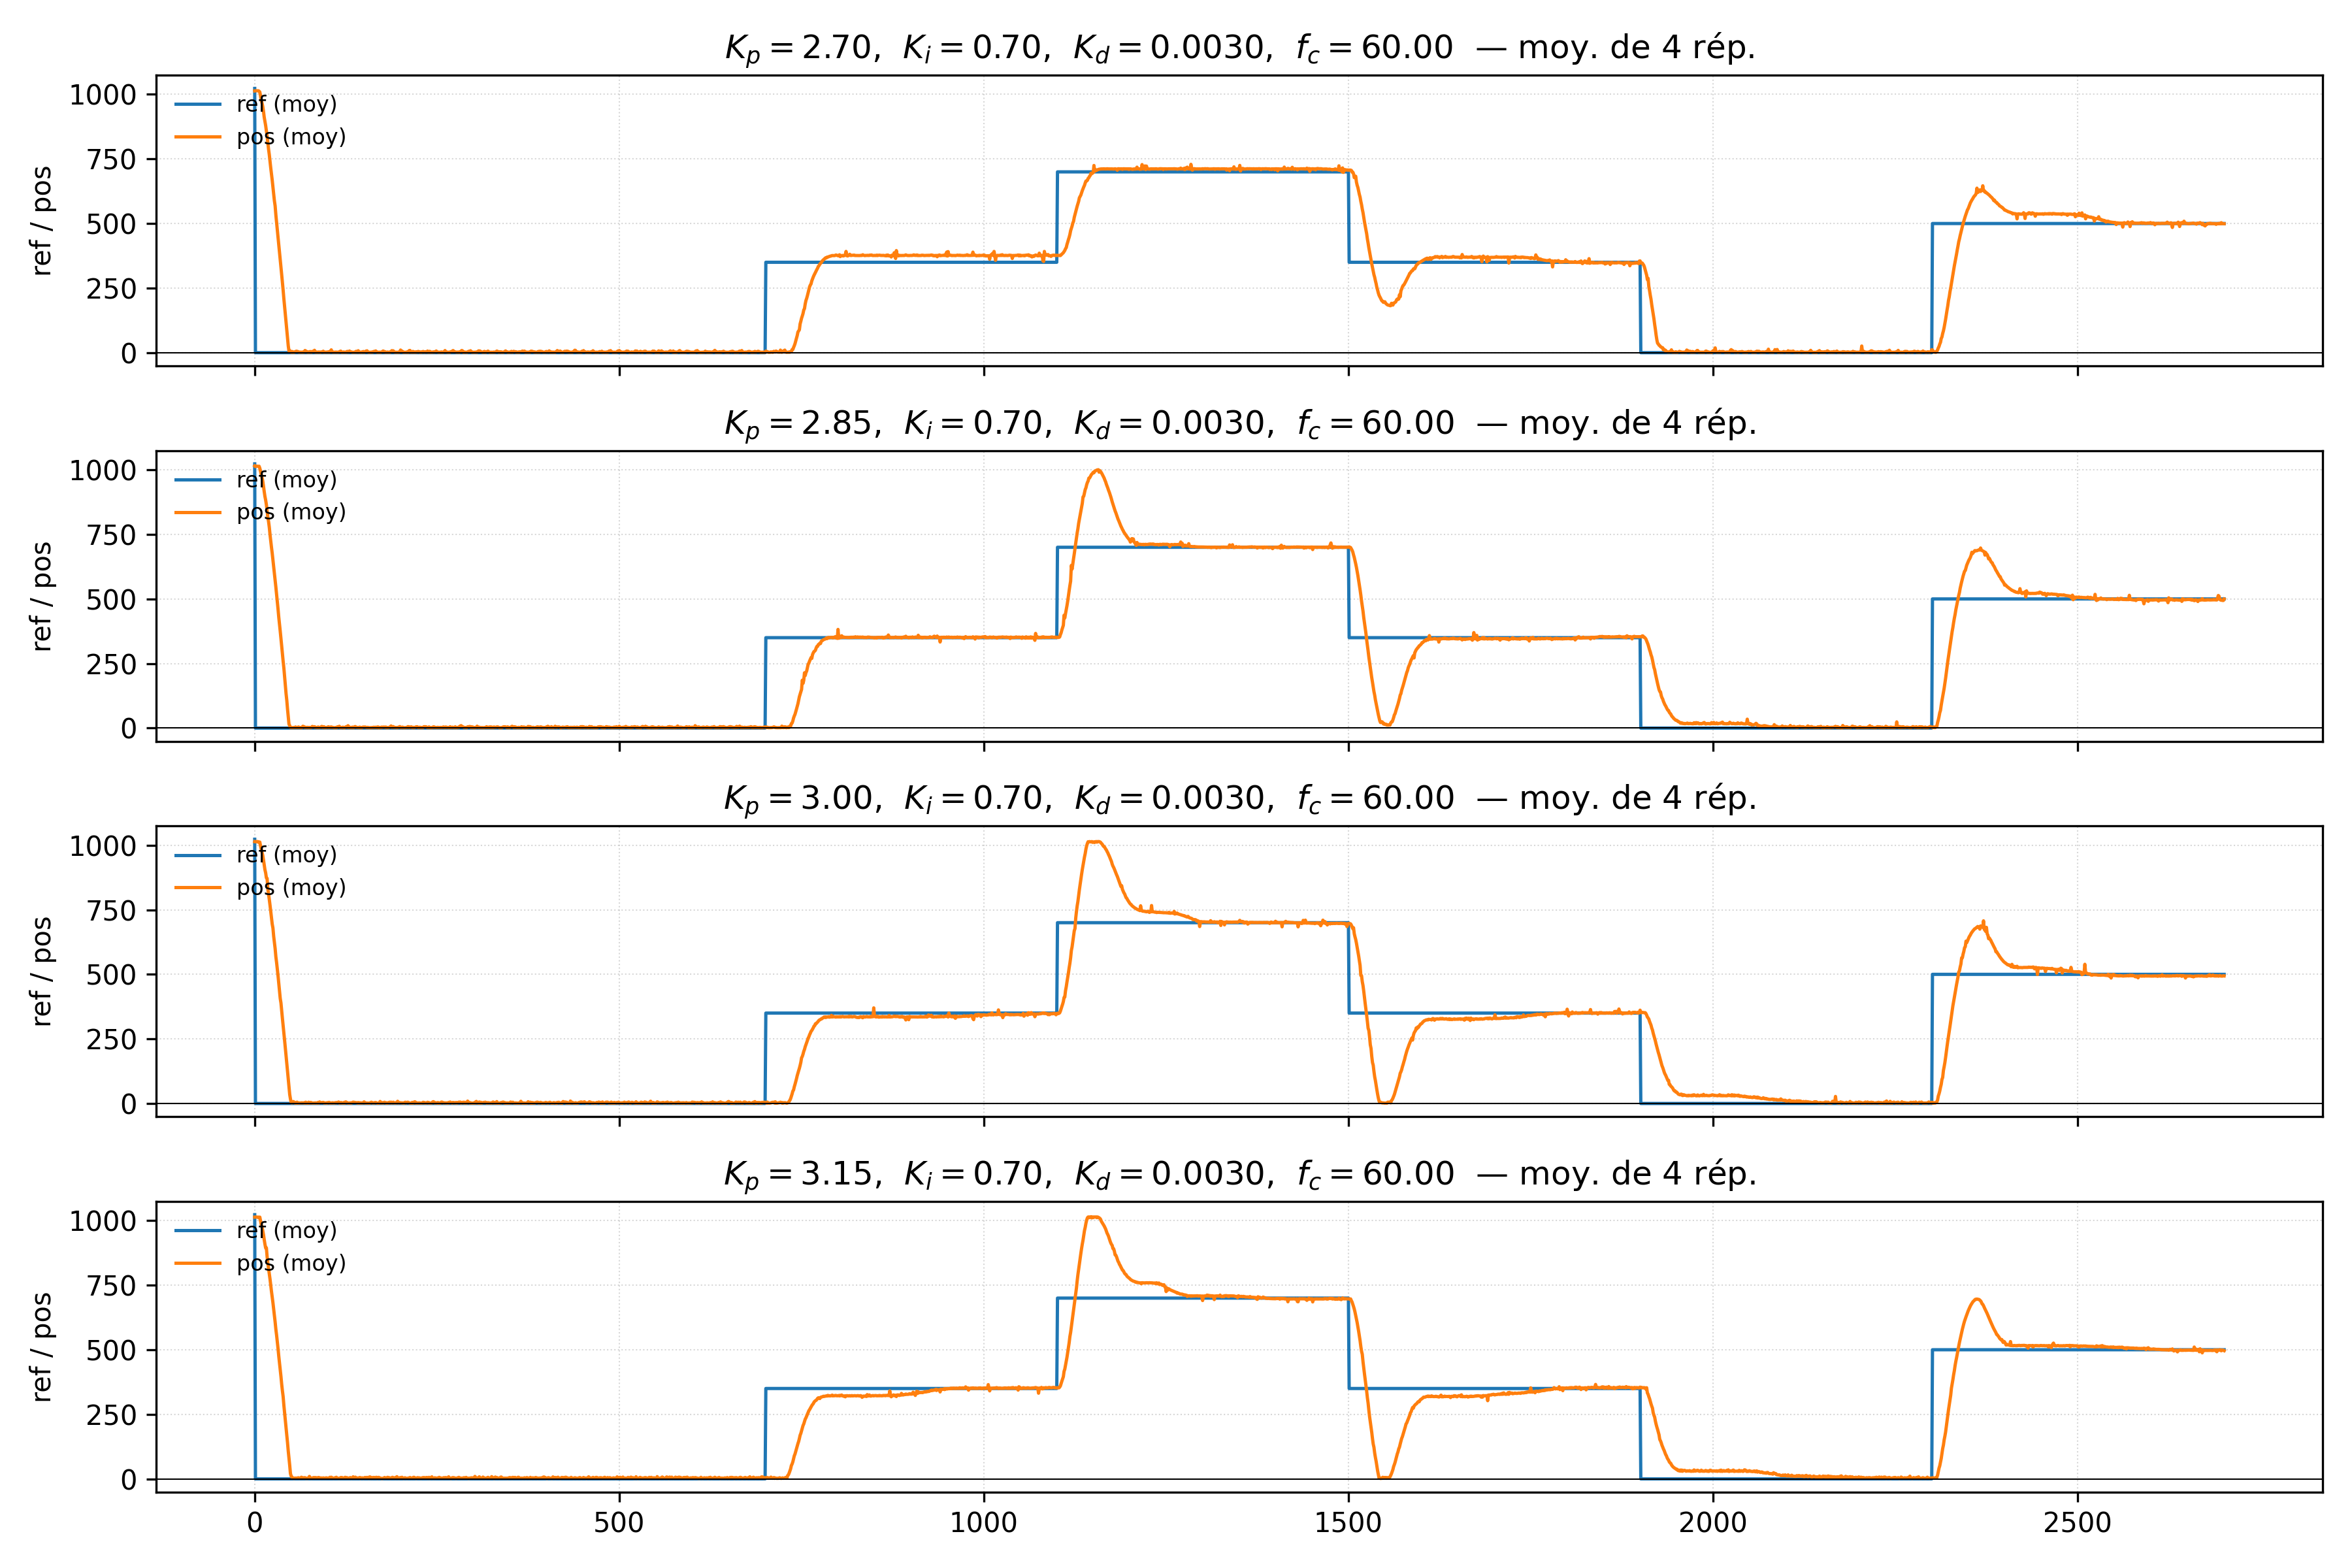 K_p = 2.70, K_i = 0.70, K_d = 0.0030, f_c = 60.00 — moy. de 4 rép.
1000
750
500
250
0
ref / pos
ref (moy)
pos (moy)
K_p = 2.85, K_i = 0.70, K_d = 0.0030, f_c = 60.00 — moy. de 4 rép.
1000
750
500
250
0
ref / pos
ref (moy)
pos (moy)
K_p = 3.00, K_i = 0.70, K_d = 0.0030, f_c = 60.00 — moy. de 4 rép.
1000
750
500
250
0
ref / pos
ref (moy)
pos (moy)
K_p = 3.15, K_i = 0.70, K_d = 0.0030, f_c = 60.00 — moy. de 4 rép.
1000
750
500
250
0
ref / pos
ref (moy)
pos (moy)
0 500 1000 1500 2000 2500